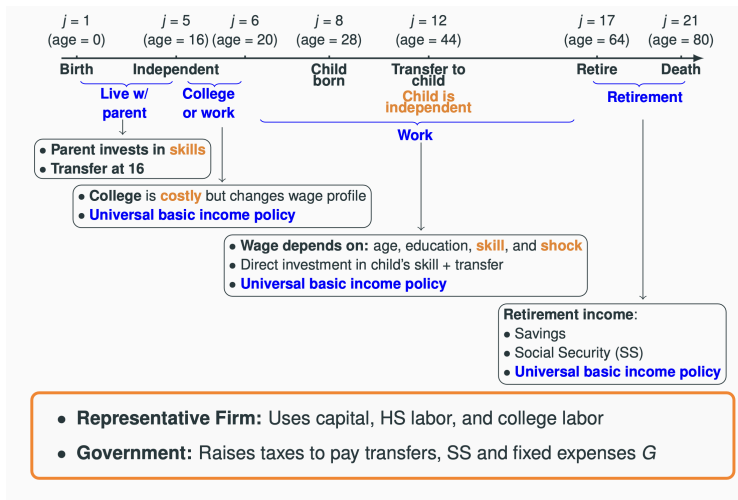 j = 1 j = 5 j = 6 j = 8 j = 12 j = 17 j = 21
(age = 0) (age = 16) (age = 20) (age = 28) (age = 44) (age = 64) (age = 80)
Birth Independent Child Transfer to Retire Death
born child
Live w/ College Child is Retirement
parent or work independent
Work
• Parent invests in skills
• Transfer at 16
• College is costly but changes wage profile
• Universal basic income policy
• Wage depends on: age, education, skill, and shock
• Direct investment in child's skill + transfer
• Universal basic income policy
Retirement income:
• Savings
• Social Security (SS)
• Universal basic income policy
• Representative Firm: Uses capital, HS labor, and college labor
• Government: Raises taxes to pay transfers, SS and fixed expenses G